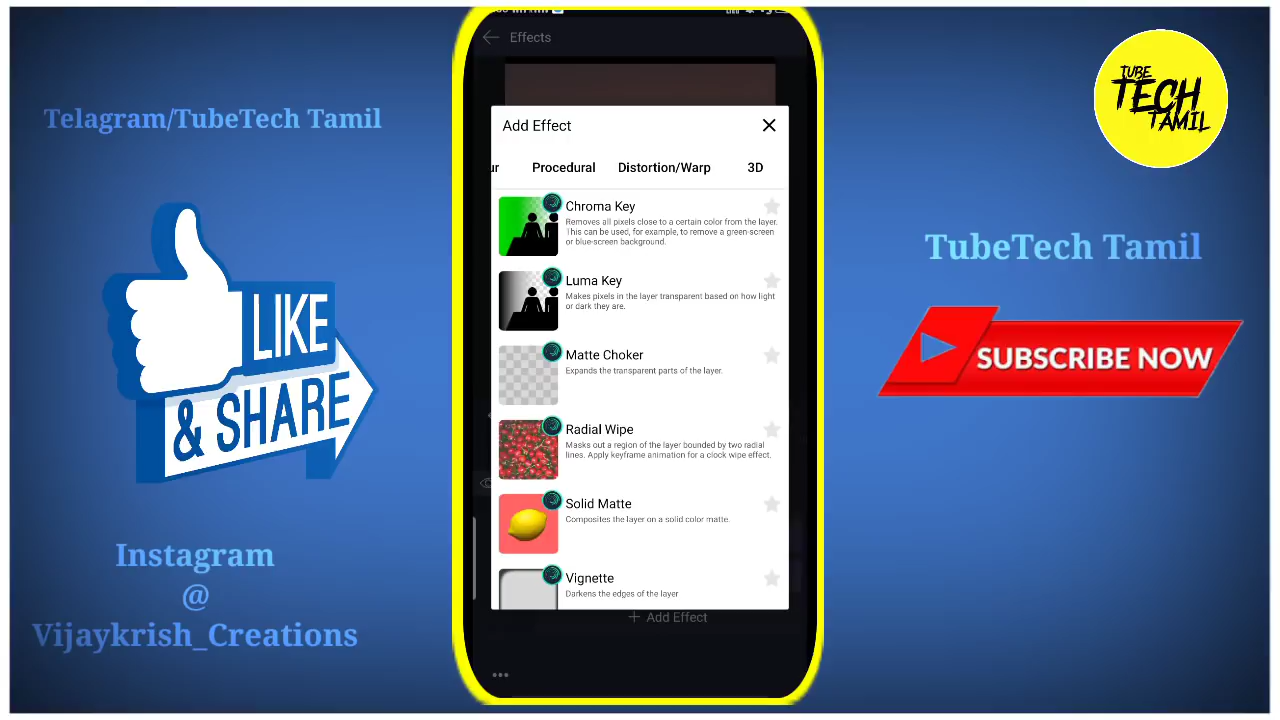 Effects
Telagram/TubeTech Tamil
TUBE
TECH
TAMIL
Add Effect
Procedural
Distortion/Warp
3D
Chroma Key
Removes all pixels close to a certain color from the layer.
This can be used, for example, to remove a green-screen
or blue-screen background.
Luma Key
Makes pixels in the layer transparent based on how light
or dark they are.
Matte Choker
Expands the transparent parts of the layer.
Radial Wipe
Masks out a region of the layer bounded by two radial
lines. Apply keyframe animation for a clock wipe effect.
Solid Matte
Composites the layer on a solid color matte.
Vignette
Darkens the edges of the layer
+ Add Effect
LIKE
& SHARE
TubeTech Tamil
SUBSCRIBE NOW
Instagram
@
Vijaykrish_Creations